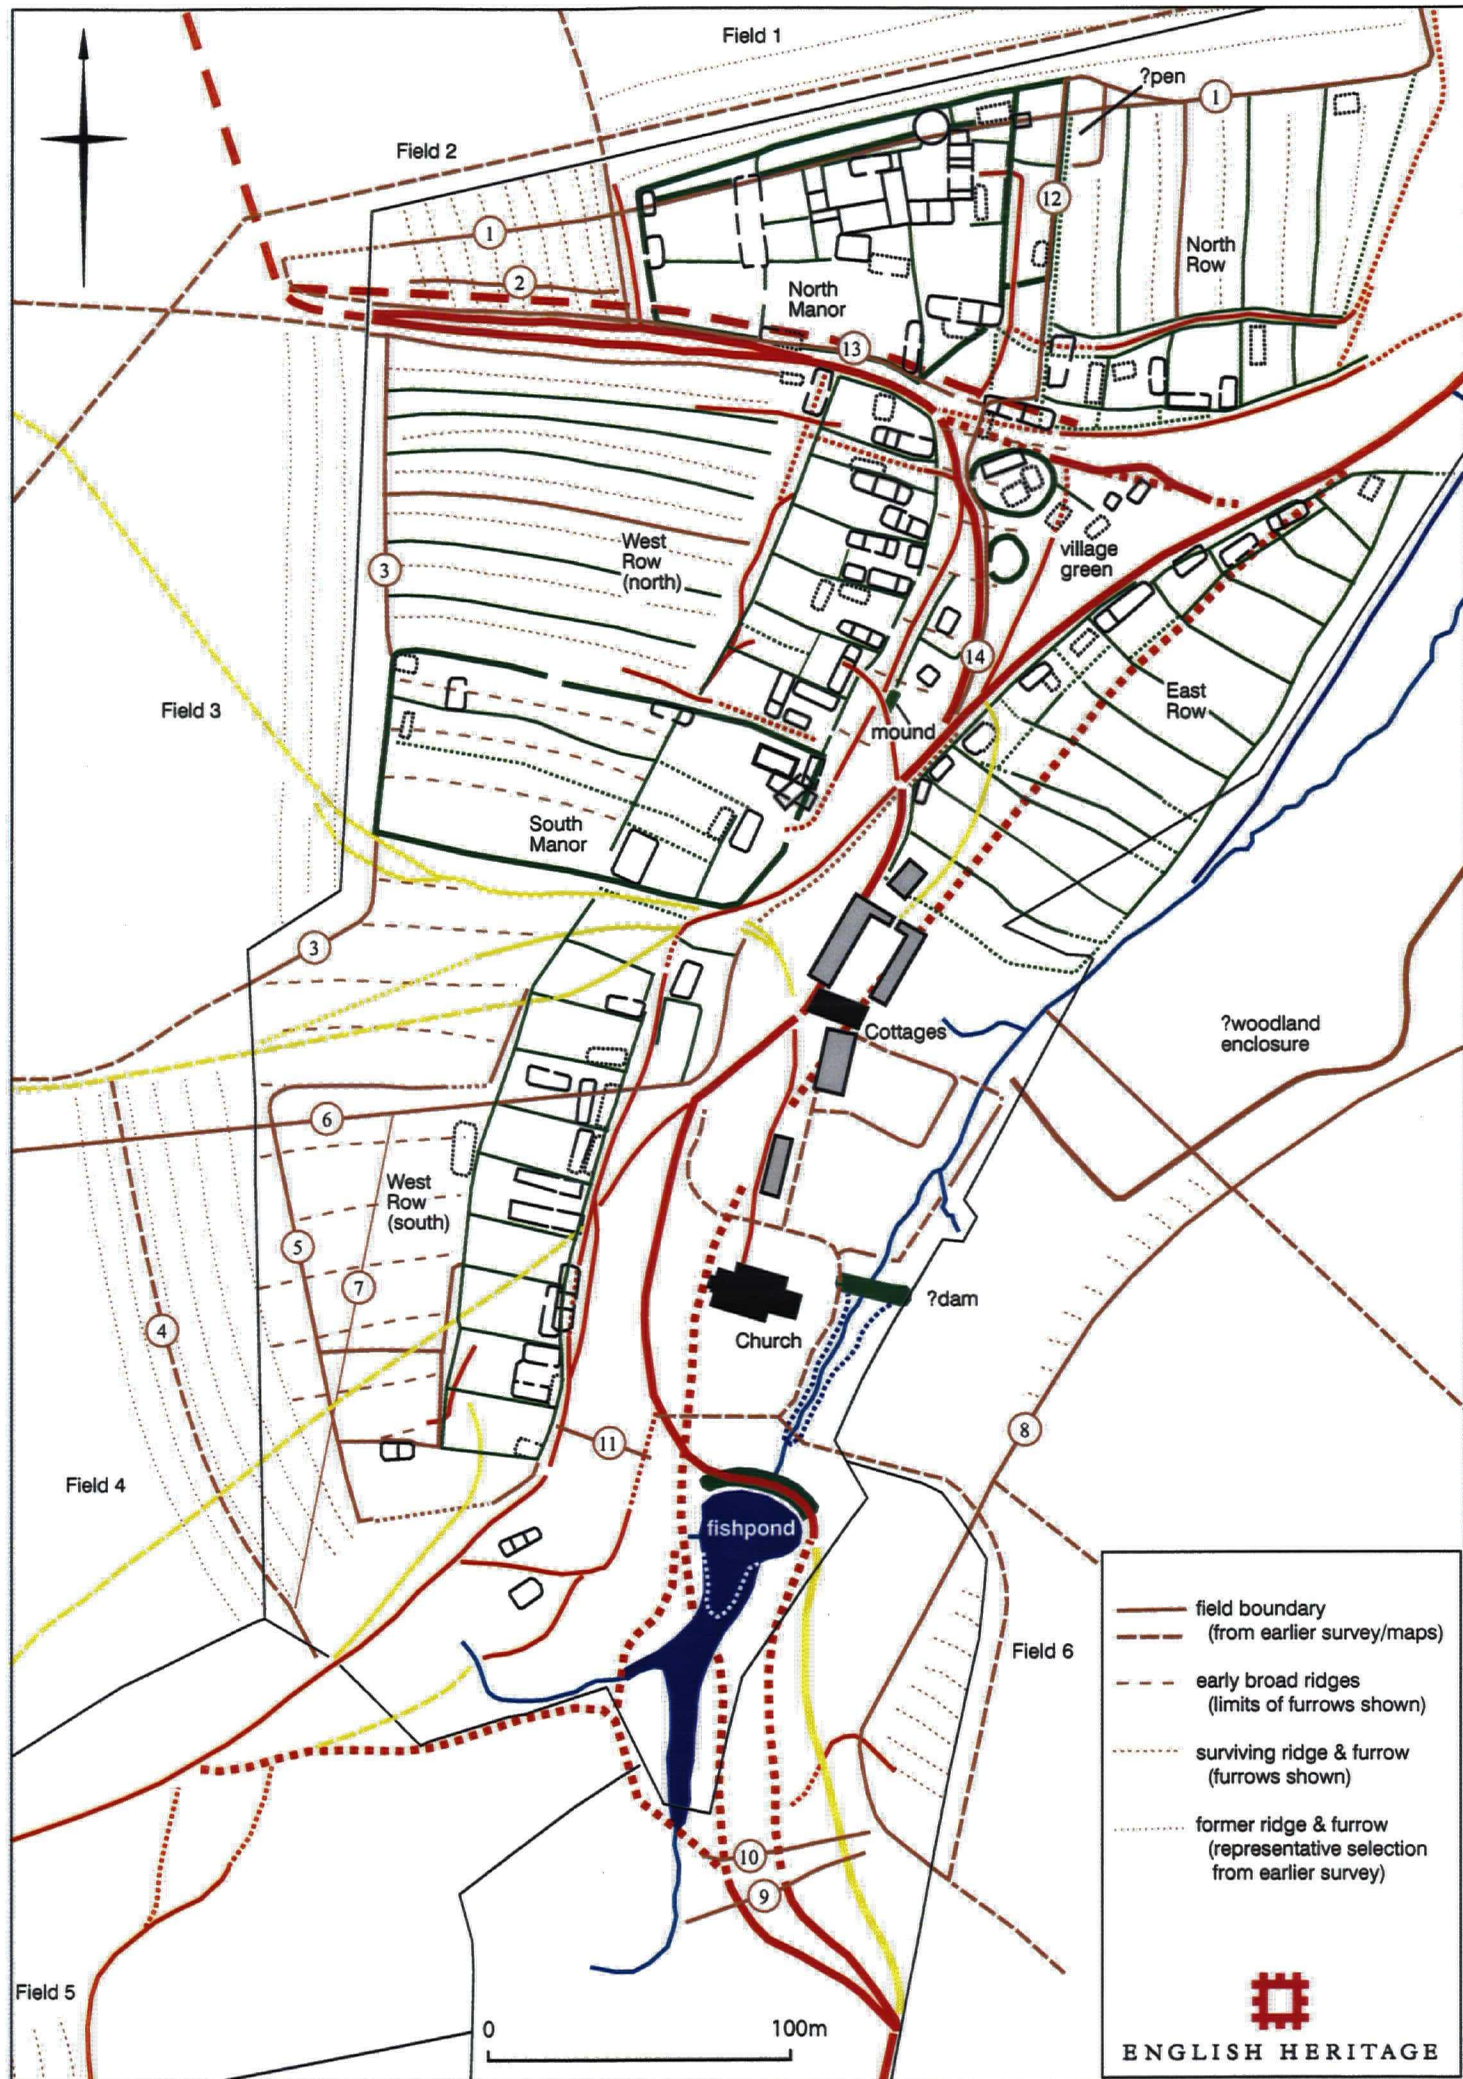 Field 1
?pen
1
Field 2
12
1
North
Row
2
North
Manor
13
West
Row
(north)
village
green
3
14
East
Row
Field 3
mound
South
Manor
3
Cottages
?woodland
enclosure
6
West
Row
(south)
5
7
?dam
4
Church
8
11
Field 4
fishpond
Field 6
10
9
Field 5
0 100m
field boundary
(from earlier survey/maps)
early broad ridges
(limits of furrows shown)
surviving ridge & furrow
(furrows shown)
former ridge & furrow
(representative selection
from earlier survey)
ENGLISH HERITAGE